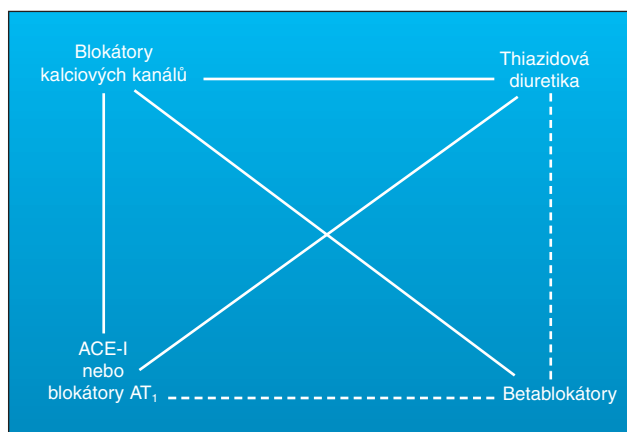 Blokátory
kalciových kanálů
Thiazidová
diuretika
ACE-I
nebo
blokátory AT₁
Betablokátory